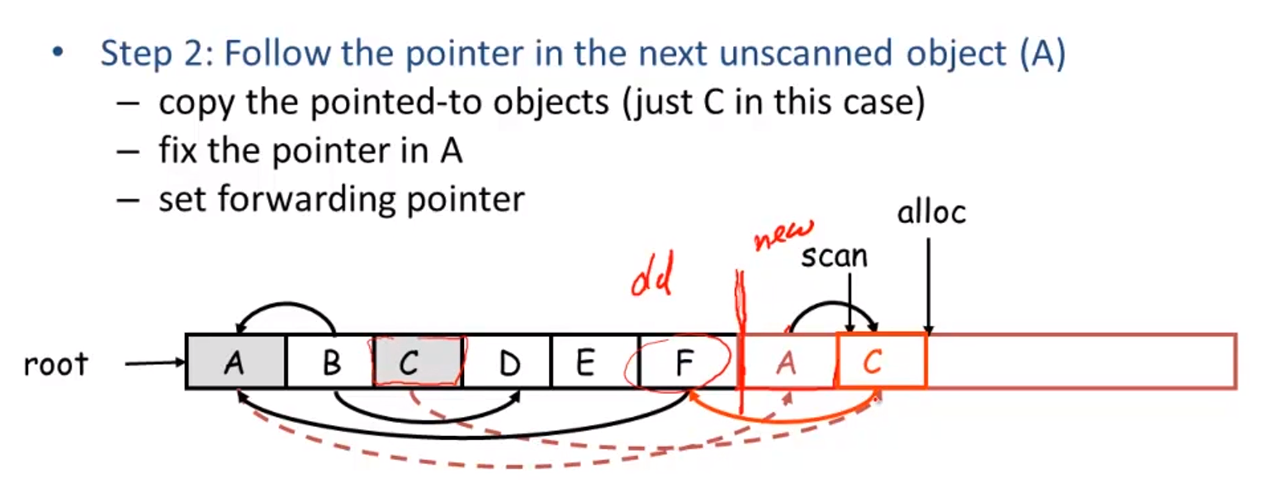 • Step 2: Follow the pointer in the next unscanned object (A)
– copy the pointed-to objects (just C in this case)
– fix the pointer in A
– set forwarding pointer
alloc
new
scan
old
root A B C D E F A C